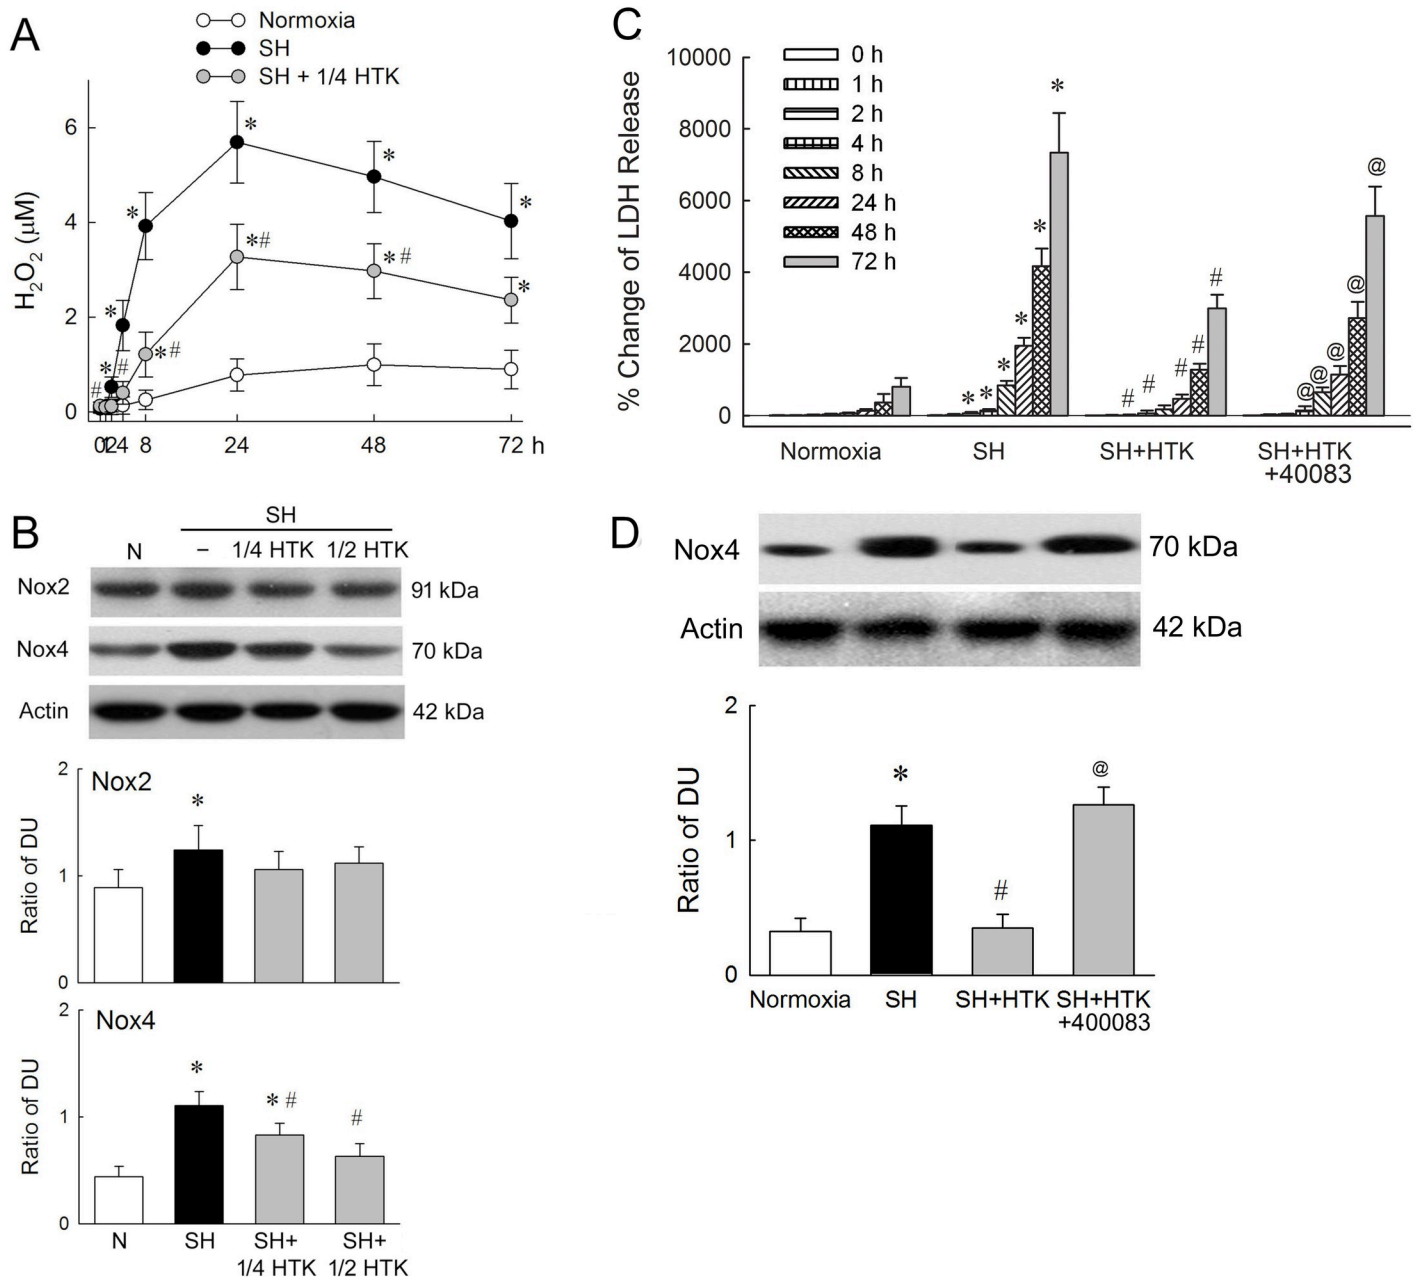 A
Normoxia
SH
SH + 1/4 HTK
H2O2 (µM)
6
4
2
0
*
*
*
*
*
*
#
#
*#
*#
*#
*
0 1 2 4 8 24 48 72 h
B
SH
N – 1/4 HTK 1/2 HTK
Nox2 91 kDa
Nox4 70 kDa
Actin 42 kDa
Nox2
Ratio of DU
2
1
0
*
Nox4
Ratio of DU
2
1
0
*
*#
#
N SH SH+ SH+
1/4 HTK 1/2 HTK
C
% Change of LDH Release
10000
8000
6000
4000
2000
0
0 h
1 h
2 h
4 h
8 h
24 h
48 h
72 h
* * * * * *
# # # # #
@ @ @ @ @
Normoxia SH SH+HTK SH+HTK
+40083
D
Nox4 70 kDa
Actin 42 kDa
Ratio of DU
2
1
0
*
#
@
Normoxia SH SH+HTK SH+HTK
+400083